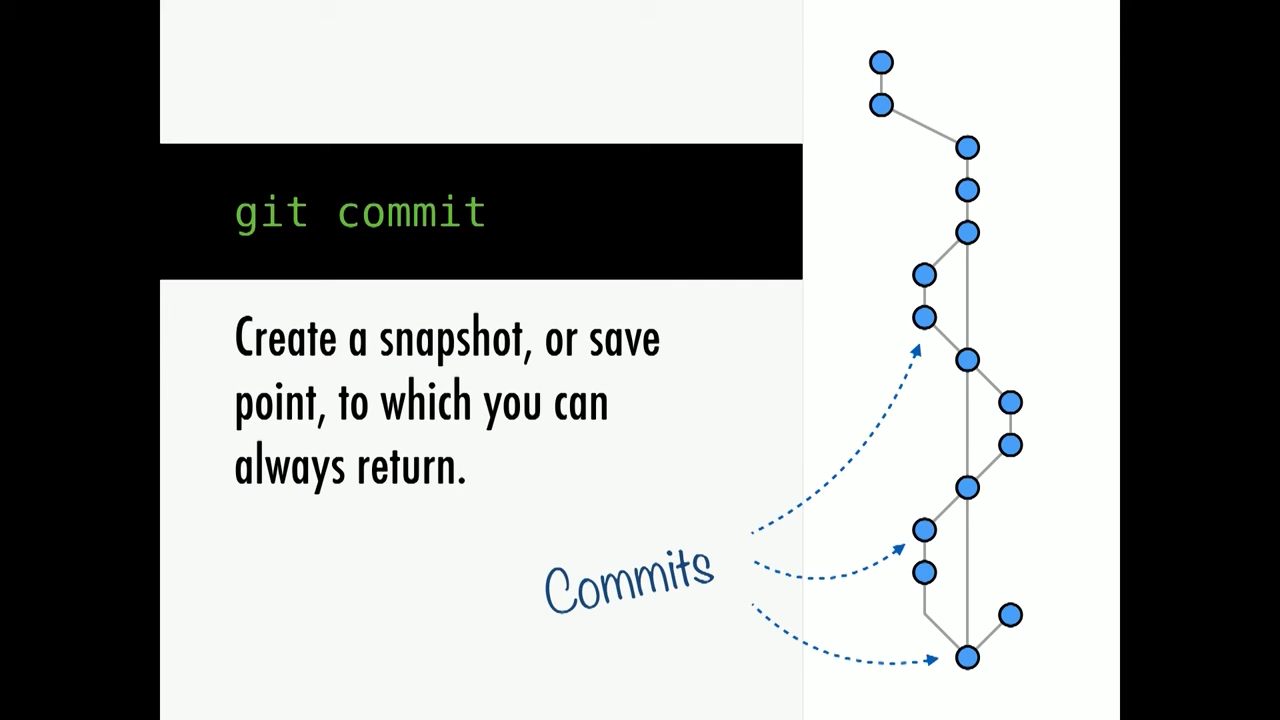 git commit
Create a snapshot, or save
point, to which you can
always return.
Commits